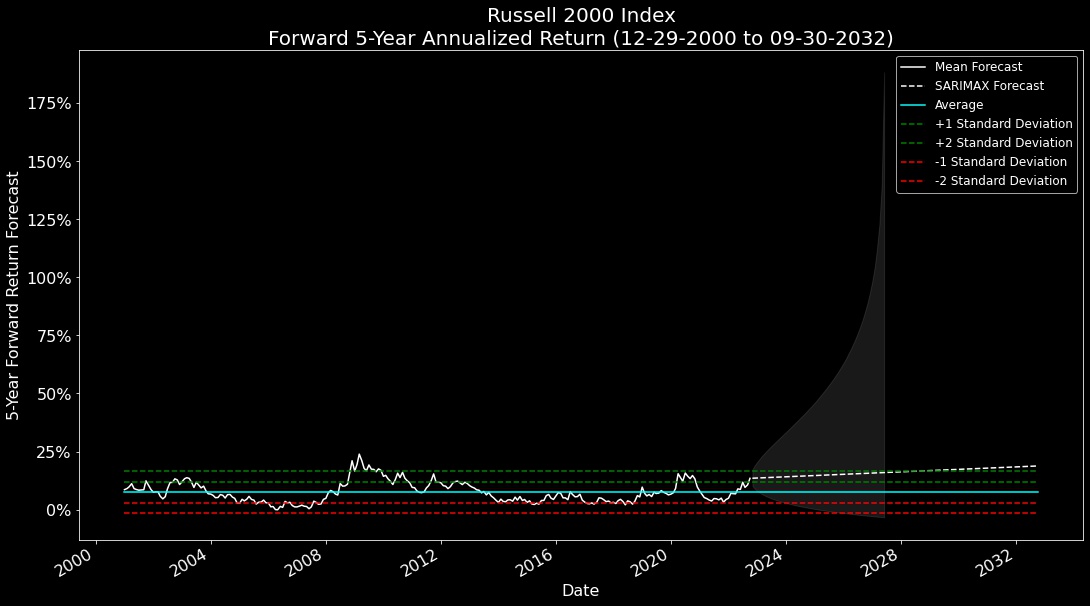 Russell 2000 Index
Forward 5-Year Annualized Return (12-29-2000 to 09-30-2032)
Mean Forecast
SARIMAX Forecast
Average
+1 Standard Deviation
+2 Standard Deviation
-1 Standard Deviation
-2 Standard Deviation
5-Year Forward Return Forecast
175%
150%
125%
100%
75%
50%
25%
0%
2000
2004
2008
2012
2016
2020
2024
2028
2032
Date